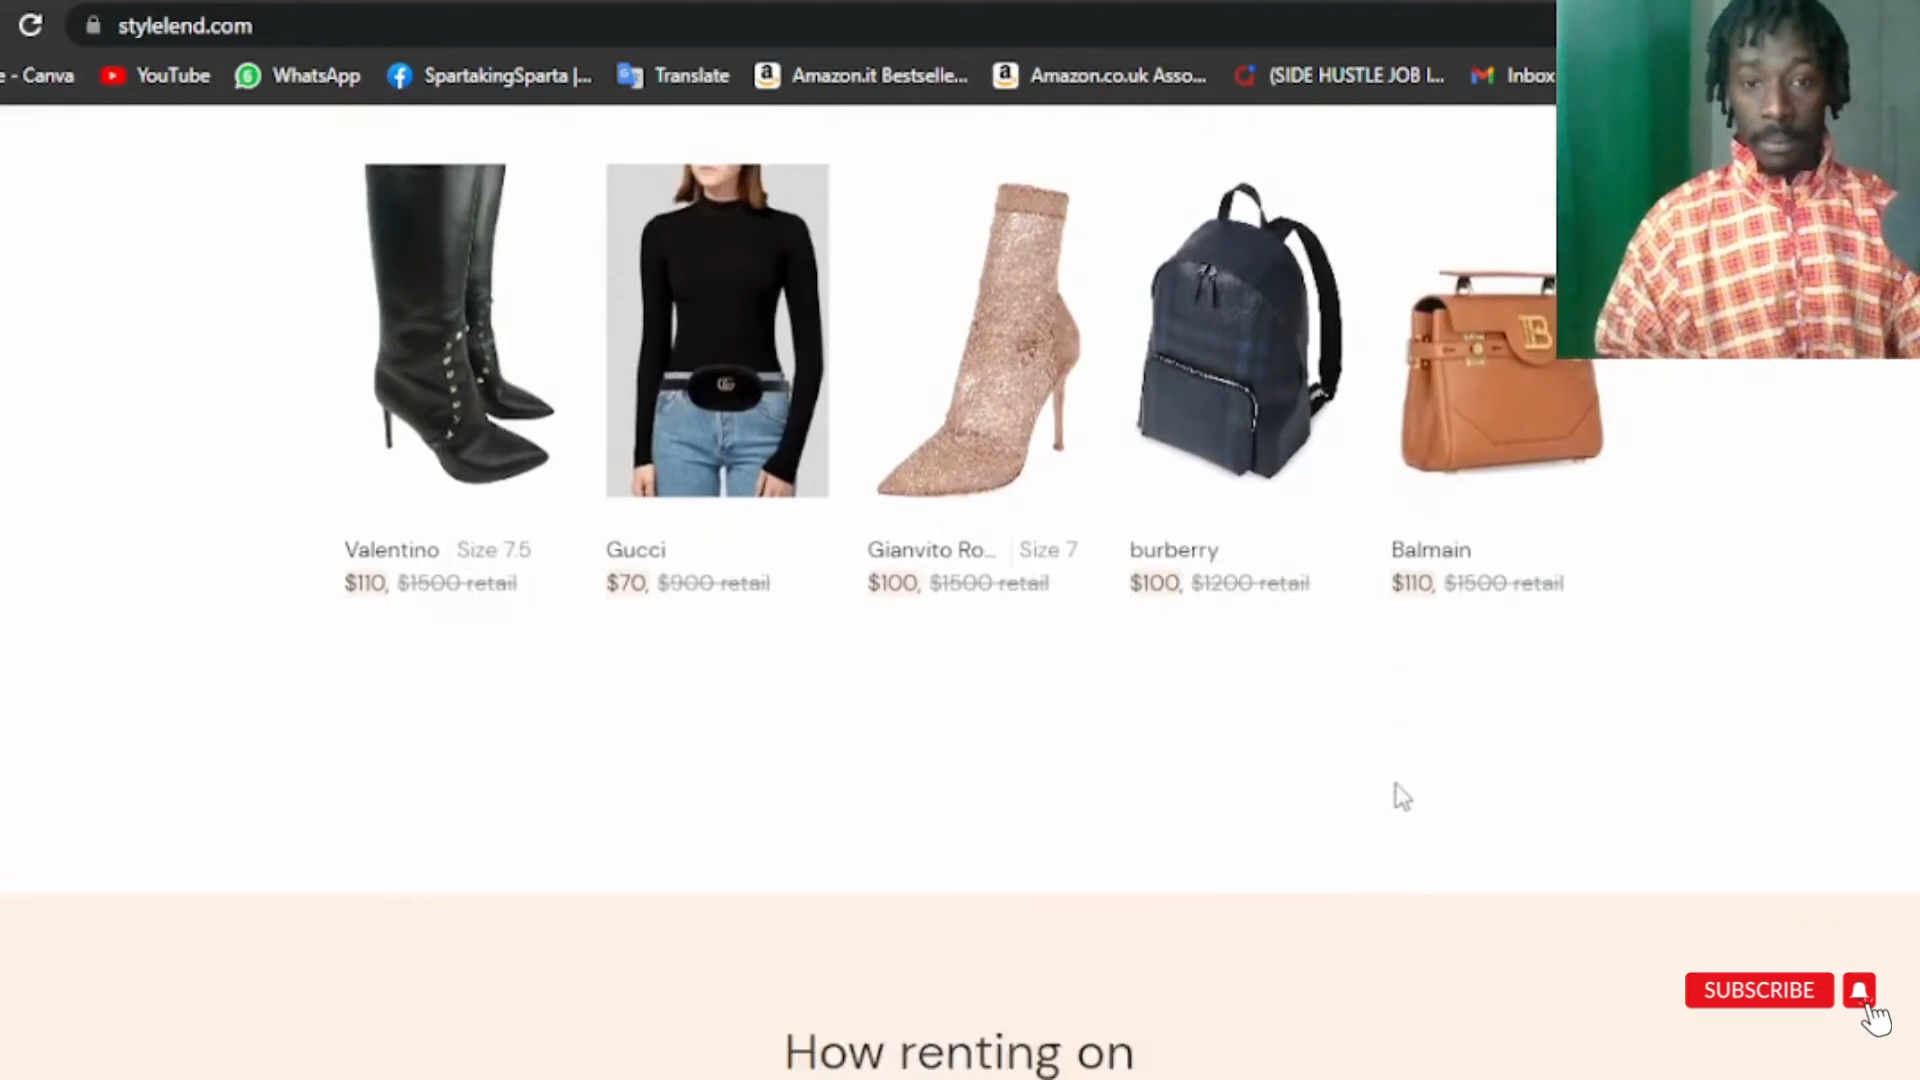 stylelend.com
e - Canva YouTube 6 WhatsApp SpartakingSparta |... Translate Amazon.it Bestselle... Amazon.co.uk Asso... (SIDE HUSTLE JOB I... Inbox
B
Valentino Size 7.5 Gucci Gianvito Ro... Size 7 burberry Balmain
$110, $1500 retail $70, $900 retail $100, $1500 retail $100, $1200 retail $110, $1500 retail
SUBSCRIBE
How renting on